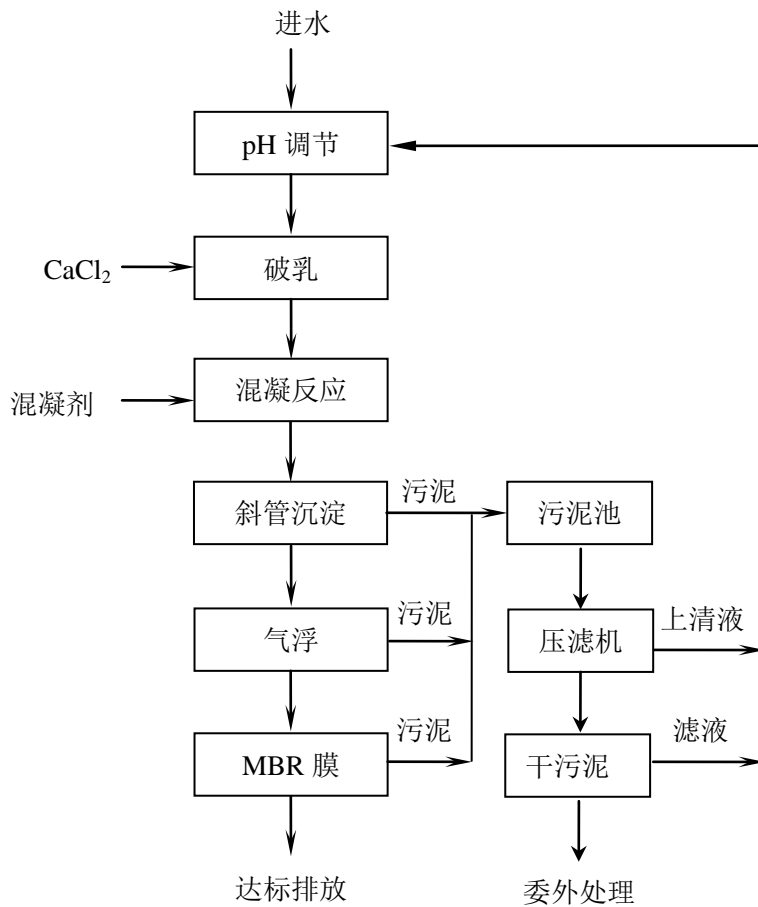 进水
pH 调节
CaCl₂
破乳
混凝剂
混凝反应
斜管沉淀
污泥
污泥池
气浮
污泥
压滤机
上清液
MBR 膜
污泥
干污泥
滤液
达标排放
委外处理